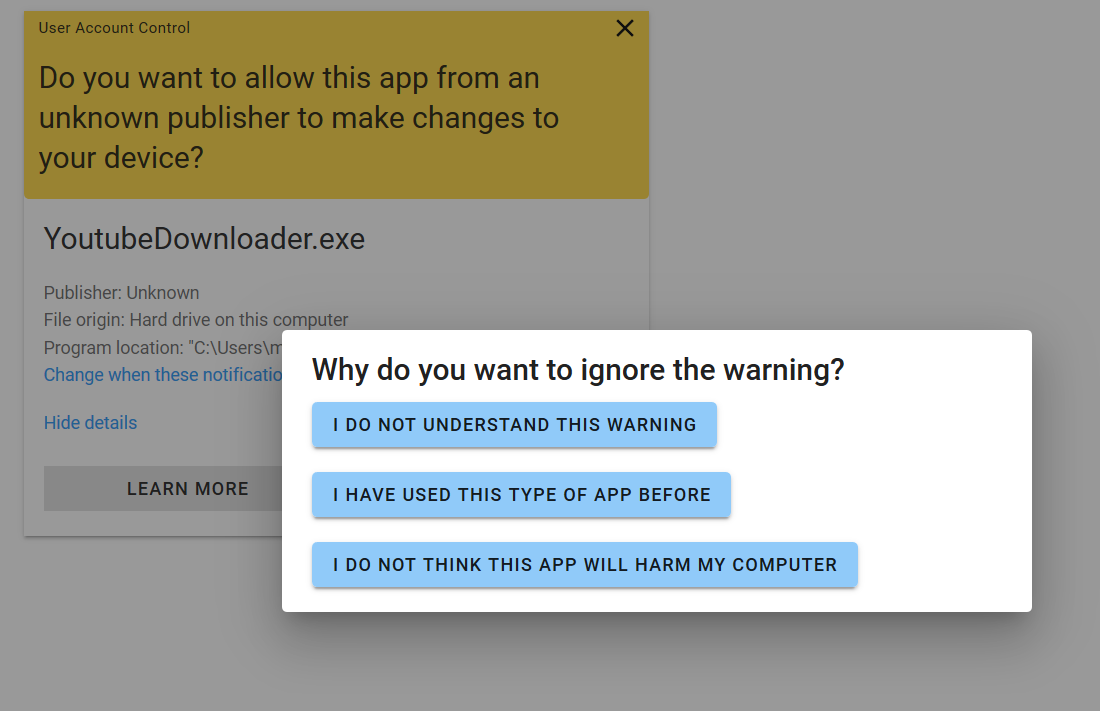 User Account Control
Do you want to allow this app from an
unknown publisher to make changes to
your device?
YoutubeDownloader.exe
Publisher: Unknown
File origin: Hard drive on this computer
Program location: "C:\Users\m
Change when these notificatio
Hide details
LEARN MORE
Why do you want to ignore the warning?
I DO NOT UNDERSTAND THIS WARNING
I HAVE USED THIS TYPE OF APP BEFORE
I DO NOT THINK THIS APP WILL HARM MY COMPUTER